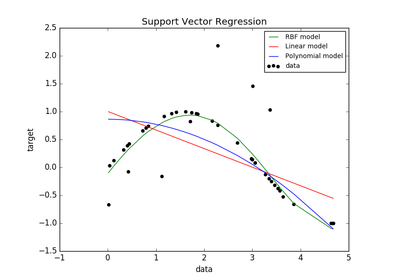 Support Vector Regression
RBF model
Linear model
Polynomial model
data
target
2.5
2.0
1.5
1.0
0.5
0.0
−0.5
−1.0
−1.5
−1
0
1
2
3
4
5
data